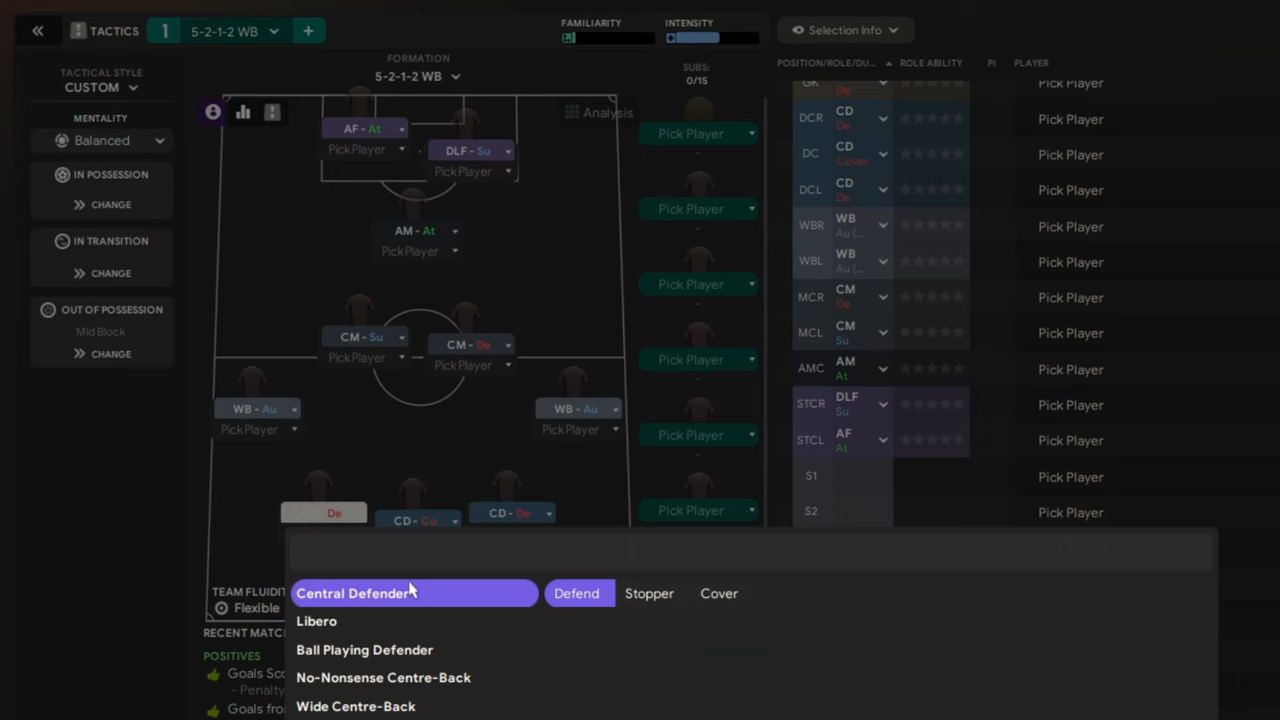 TACTICS
1
5-2-1-2 WB
+
FAMILIARITY
INTENSITY
Selection Info
TACTICAL STYLE
CUSTOM
MENTALITY
Balanced
IN POSSESSION
CHANGE
IN TRANSITION
CHANGE
OUT OF POSSESSION
Mid Block
CHANGE
FORMATION
5-2-1-2 WB
Analysis
AF - At
Pick Player
DLF - Su
Pick Player
AM - At
Pick Player
CM - Su
Pick Player
CM - De
Pick Player
WB - Au
Pick Player
WB - Au
Pick Player
De
CD - Co
CD - De
SUBS:
0/15
Pick Player
-
Pick Player
-
Pick Player
-
Pick Player
-
Pick Player
-
Pick Player
POSITION/ROLE/DU...
ROLE ABILITY
PI
PLAYER
GK
De
Pick Player
DCR
CD
De
Pick Player
DC
CD
Cover
Pick Player
DCL
CD
De
Pick Player
WBR
WB
Au (...
Pick Player
WBL
WB
Au (...
Pick Player
MCR
CM
De
Pick Player
MCL
CM
Su
Pick Player
AMC
AM
At
Pick Player
STCR
DLF
Su
Pick Player
STCL
AF
At
Pick Player
S1
Pick Player
S2
Pick Player
TEAM FLUIDI
Flexible
RECENT MATC
POSITIVES
Goals Sco
- Penalty
Goals fro
Central Defender
Defend
Stopper
Cover
Libero
Ball Playing Defender
No-Nonsense Centre-Back
Wide Centre-Back